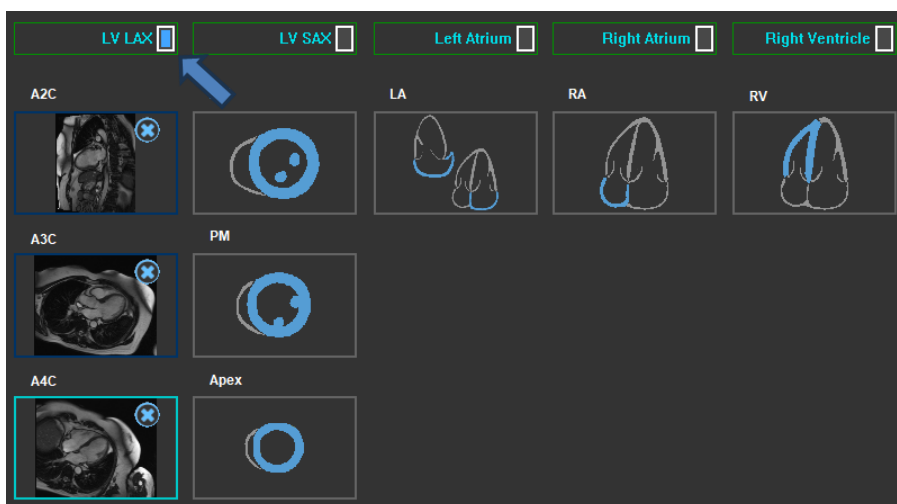 LV LAX LV SAX Left Atrium Right Atrium Right Ventricle
A2C LA RA RV
A3C PM
A4C Apex